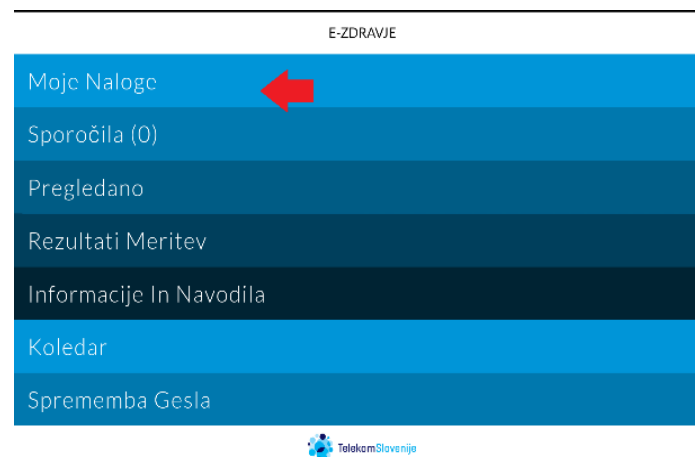 E-ZDRAVJE
Moje Naloge
Sporočila (0)
Pregledano
Rezultati Meritev
Informacije In Navodila
Koledar
Sprememba Gesla
TelekomSlovenije